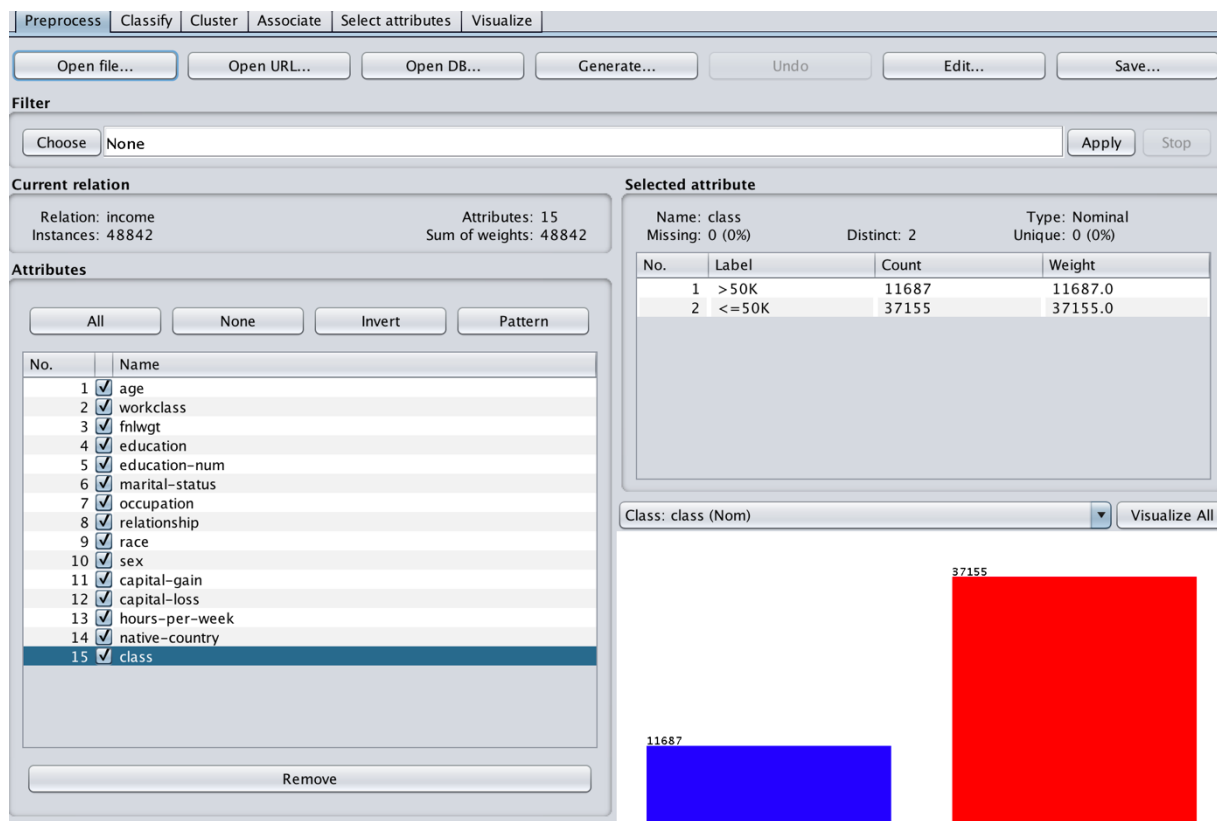 Preprocess Classify Cluster Associate Select attributes Visualize
Open file... Open URL... Open DB... Generate... Undo Edit... Save...
Filter
Choose None Apply Stop
Current relation
Relation: income Attributes: 15
Instances: 48842 Sum of weights: 48842
Attributes
All None Invert Pattern
No. Name
1 age
2 workclass
3 fnlwgt
4 education
5 education-num
6 marital-status
7 occupation
8 relationship
9 race
10 sex
11 capital-gain
12 capital-loss
13 hours-per-week
14 native-country
15 class
Remove
Selected attribute
Name: class Type: Nominal
Missing: 0 (0%) Distinct: 2 Unique: 0 (0%)
No. Label Count Weight
1 >50K 11687 11687.0
2 <=50K 37155 37155.0
Class: class (Nom) Visualize All
37155
11687